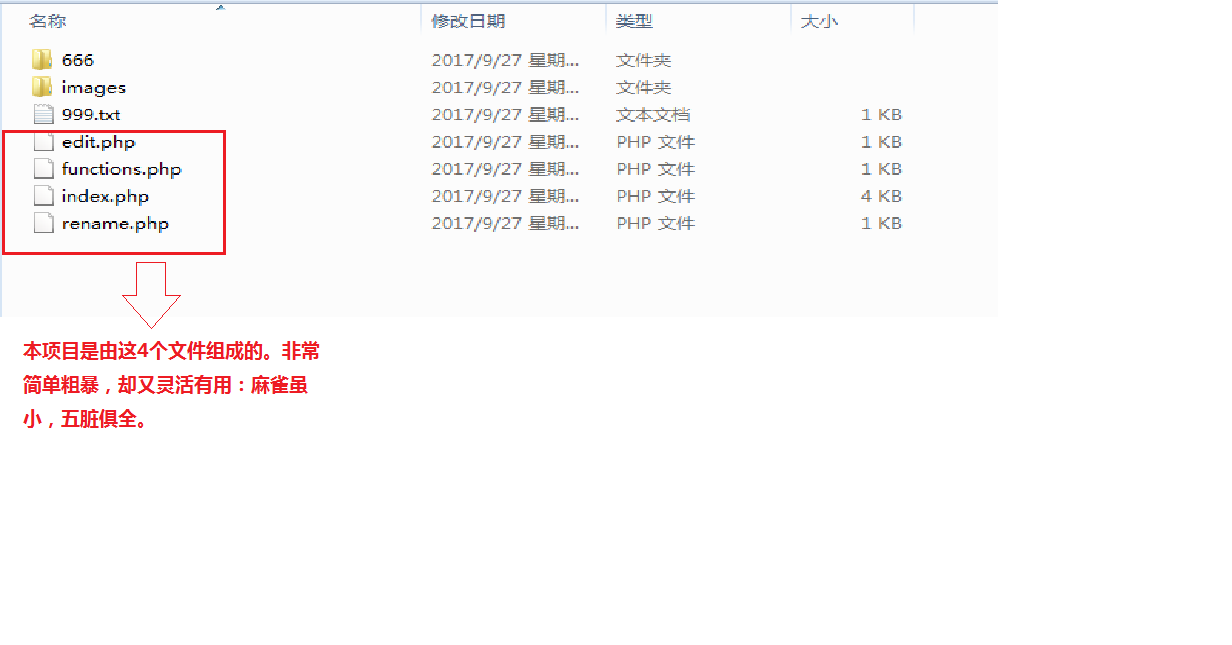 名称 修改日期 类型 大小
666 2017/9/27 星期... 文件夹
images 2017/9/27 星期... 文件夹
999.txt 2017/9/27 星期... 文本文档 1 KB
edit.php 2017/9/27 星期... PHP 文件 1 KB
functions.php 2017/9/27 星期... PHP 文件 1 KB
index.php 2017/9/27 星期... PHP 文件 4 KB
rename.php 2017/9/27 星期... PHP 文件 1 KB
本项目是由这4个文件组成的。非常
简单粗暴，却又灵活有用：麻雀虽
小，五脏俱全。